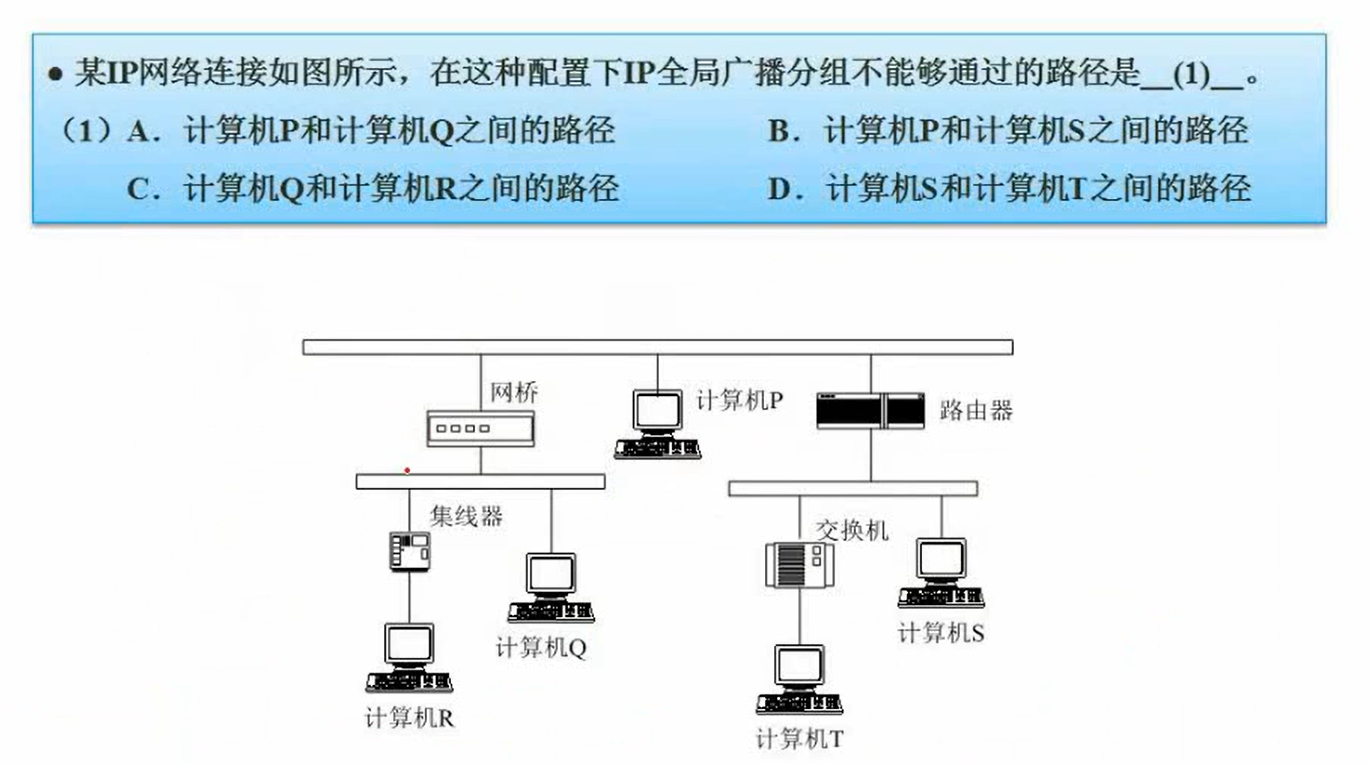 ● 某IP网络连接如图所示，在这种配置下IP全局广播分组不能够通过的路径是__(1)__。
（1）A．计算机P和计算机Q之间的路径 B．计算机P和计算机S之间的路径
C．计算机Q和计算机R之间的路径 D．计算机S和计算机T之间的路径
网桥
计算机P
路由器
集线器
交换机
计算机Q
计算机S
计算机R
计算机T